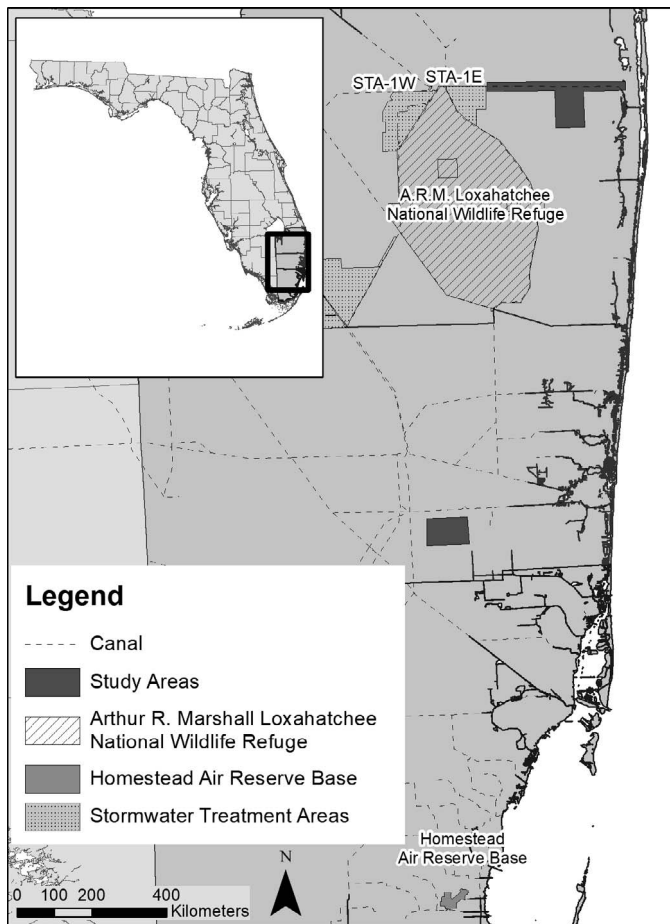 STA-1W
STA-1E
A.R.M. Loxahatchee
National Wildlife Refuge
Legend
Canal
Study Areas
Arthur R. Marshall Loxahatchee
National Wildlife Refuge
Homestead Air Reserve Base
Stormwater Treatment Areas
Homestead
Air Reserve Base
N
0 100 200 400
Kilometers